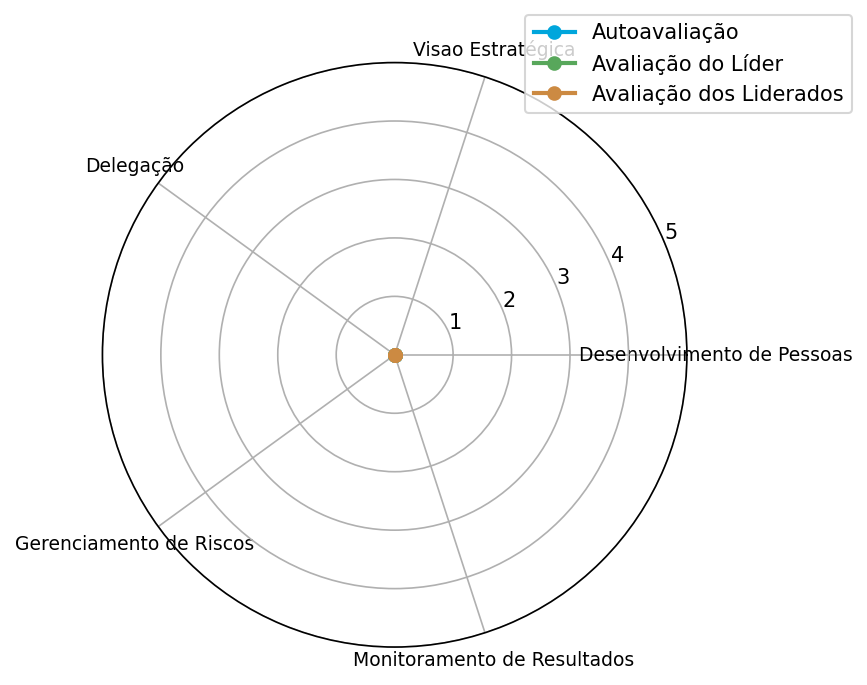 Autoavaliação
Avaliação do Líder
Avaliação dos Liderados
Visao Estratégica
Delegação
5
4
3
2
1
Desenvolvimento de Pessoas
Gerenciamento de Riscos
Monitoramento de Resultados